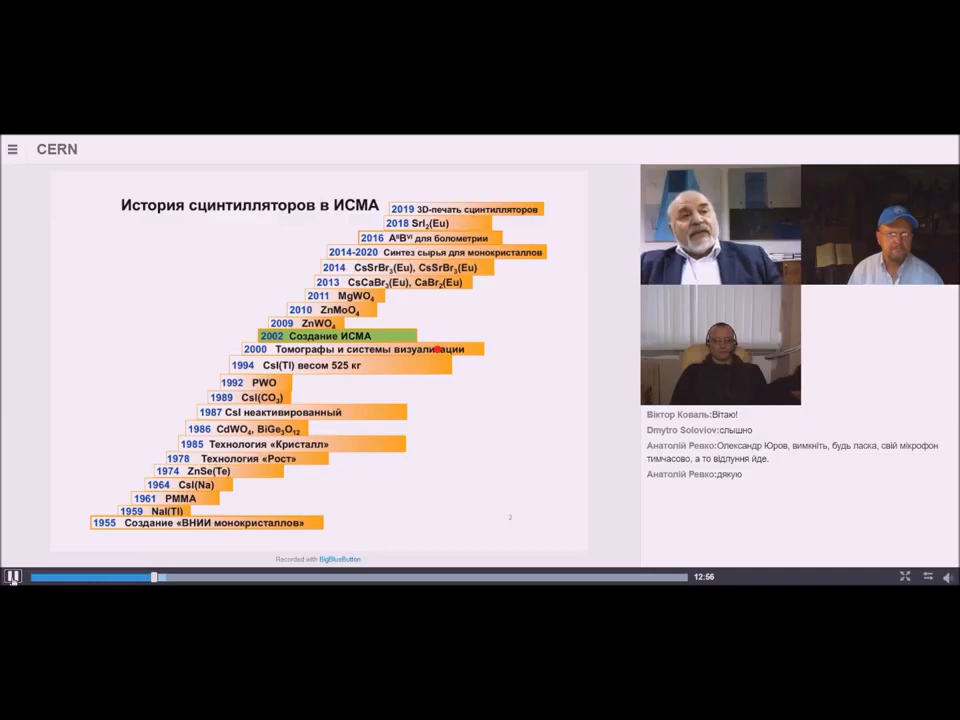 CERN
История сцинтилляторов в ИСМА
2019 3D-печать сцинтилляторов
2018 SrI2(Eu)
2016 AIIBVI для болометрии
2014-2020 Синтез сырья для монокристаллов
2014 CsSrBr3(Eu), CsSrBr3(Eu)
2013 CsCaBr3(Eu), CaBr2(Eu)
2011 MgWO4
2010 ZnMoO4
2009 ZnWO4
2002 Создание ИСМА
2000 Томографы и системы визуализации
1994 CsI(Tl) весом 525 кг
1992 PWO
1989 CsI(CO3)
1987 CsI неактивированный
1986 CdWO4, BiGe3O12
1985 Технология «Кристалл»
1978 Технология «Рост»
1974 ZnSe(Te)
1964 CsI(Na)
1961 PMMA
1959 NaI(Tl)
1955 Создание «ВНИИ монокристаллов»
2
Recorded with BigBlueButton
Віктор Коваль:Вітаю!
Dmytro Soloviov:слышно
Анатолій Ревко:Олександр Юров, вимкніть, будь ласка, свій мікрофон
тимчасово, а то відлуння йде.
Анатолій Ревко:дякую
12:56